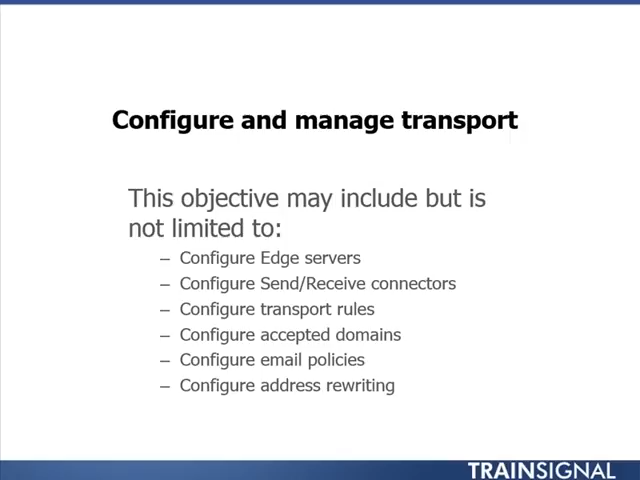 Configure and manage transport
This objective may include but is
not limited to:
– Configure Edge servers
– Configure Send/Receive connectors
– Configure transport rules
– Configure accepted domains
– Configure email policies
– Configure address rewriting
TRAINSIGNAL